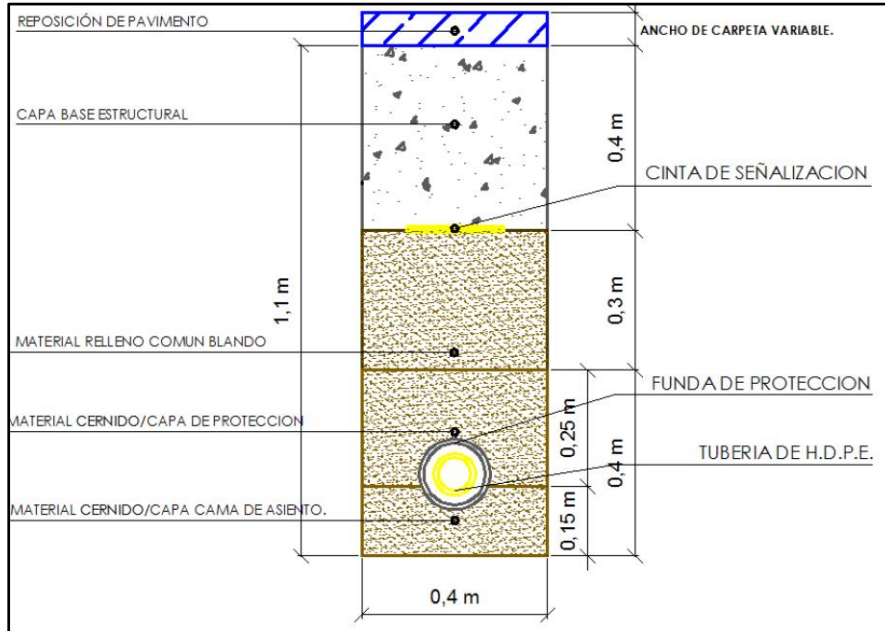 REPOSICIÓN DE PAVIMENTO
ANCHO DE CARPETA VARIABLE.
CAPA BASE ESTRUCTURAL
0,4 m
CINTA DE SEÑALIZACION
1,1 m
0,3 m
MATERIAL RELLENO COMUN BLANDO
FUNDA DE PROTECCION
0,25 m
MATERIAL CERNIDO/CAPA DE PROTECCION
0,4 m
TUBERIA DE H.D.P.E.
MATERIAL CERNIDO/CAPA CAMA DE ASIENTO.
0,15 m
0,4 m